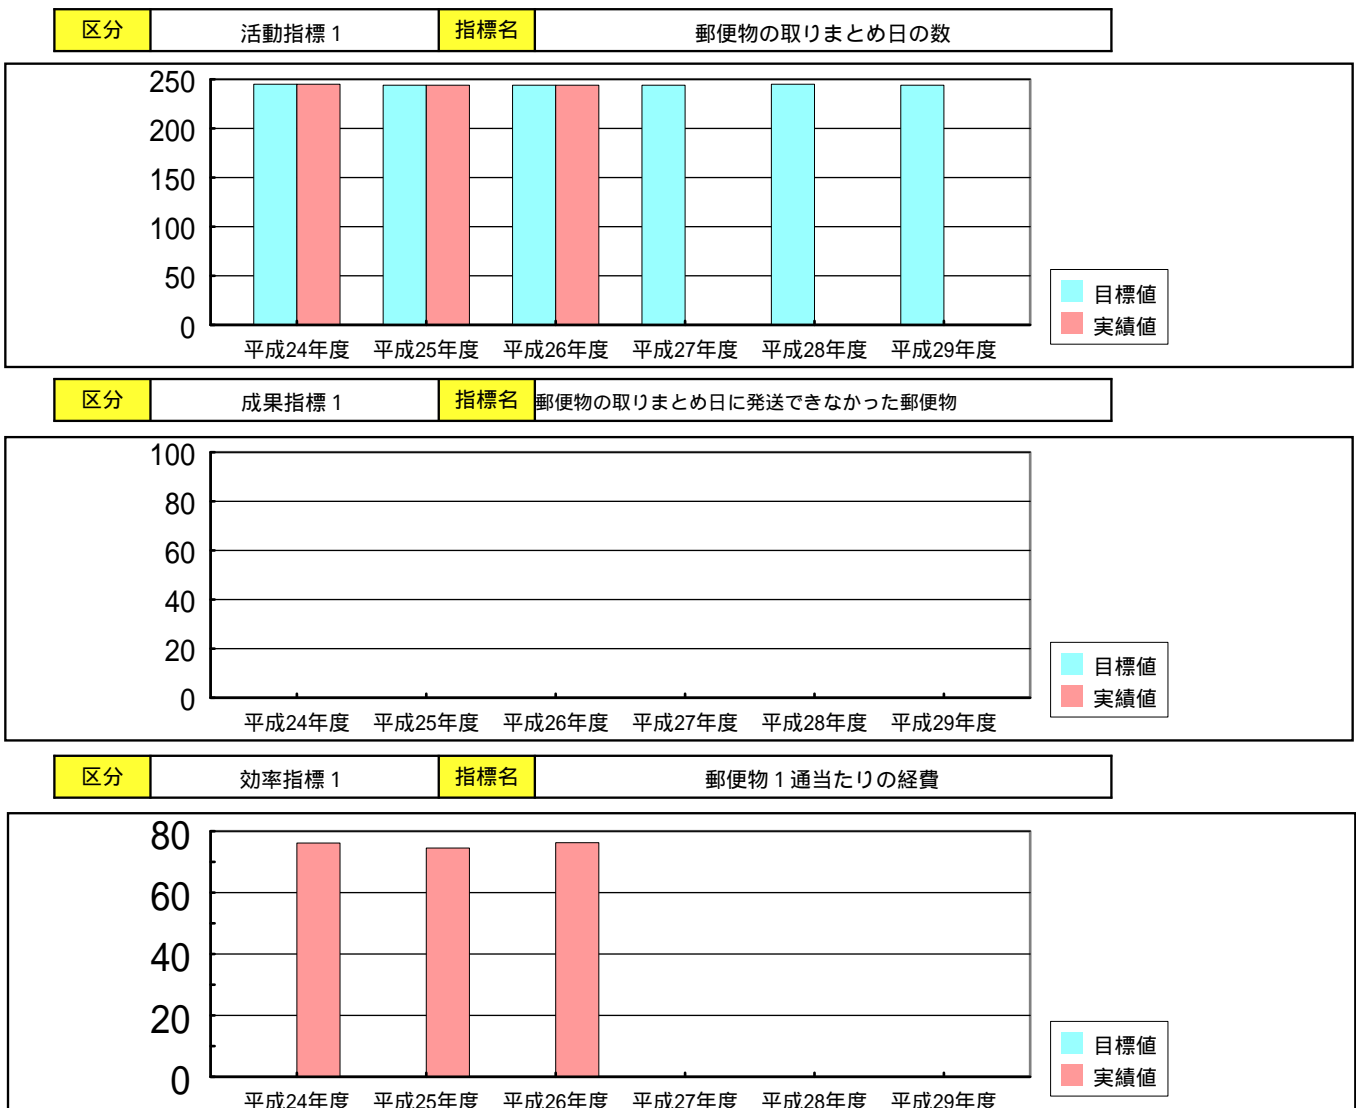 区分 活動指標1 指標名 郵便物の取りまとめ日の数
250
200
150
100
50
0
平成24年度 平成25年度 平成26年度 平成27年度 平成28年度 平成29年度
目標値
実績値
区分 成果指標1 指標名 郵便物の取りまとめ日に発送できなかった郵便物
100
80
60
40
20
0
平成24年度 平成25年度 平成26年度 平成27年度 平成28年度 平成29年度
目標値
実績値
区分 効率指標1 指標名 郵便物1通当たりの経費
80
60
40
20
0
平成24年度 平成25年度 平成26年度 平成27年度 平成28年度 平成29年度
目標値
実績値